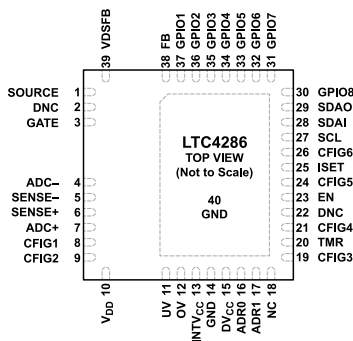 39 VDSFB
38 FB
37 GPIO1
36 GPIO2
35 GPIO3
34 GPIO4
33 GPIO5
32 GPIO6
31 GPIO7
SOURCE 1
DNC 2
GATE 3
ADC– 4
SENSE– 5
SENSE+ 6
ADC+ 7
CFIG1 8
CFIG2 9
LTC4286
TOP VIEW
(Not to Scale)
40
GND
30 GPIO8
29 SDAO
28 SDAI
27 SCL
26 CFIG6
25 ISET
24 CFIG5
23 EN
22 DNC
21 CFIG4
20 TMR
19 CFIG3
VDD 10
UV 11
OV 12
INTVCC 13
GND 14
DVCC 15
ADR0 16
ADR1 17
NC 18